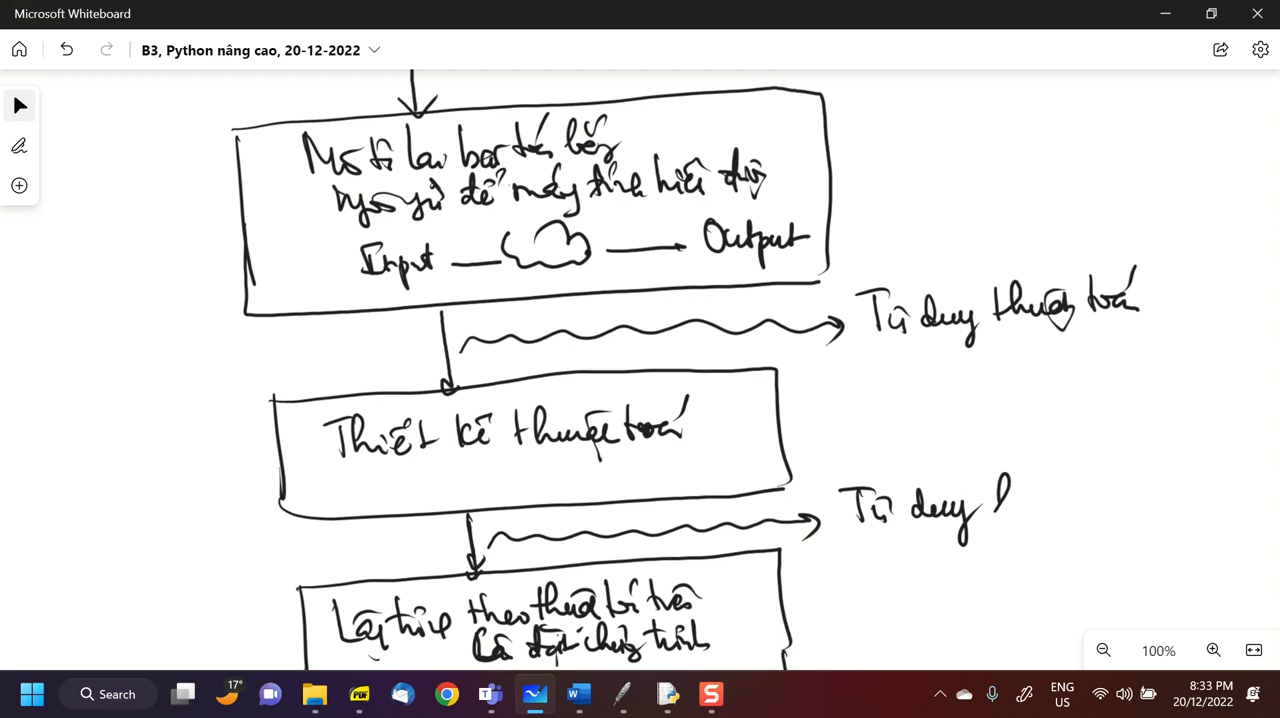 Microsoft Whiteboard
B3, Python nâng cao, 20-12-2022
Mô tả lại bài toán bằng
ngôn ngữ để máy tính hiểu được
Input
Output
Tư duy thuật toán
Thiết kế thuật toán
Tư duy l
Lập trình theo thuật toán trên
Cài đặt chương trình
100%
17°
Search
ENG
US
8:33 PM
20/12/2022